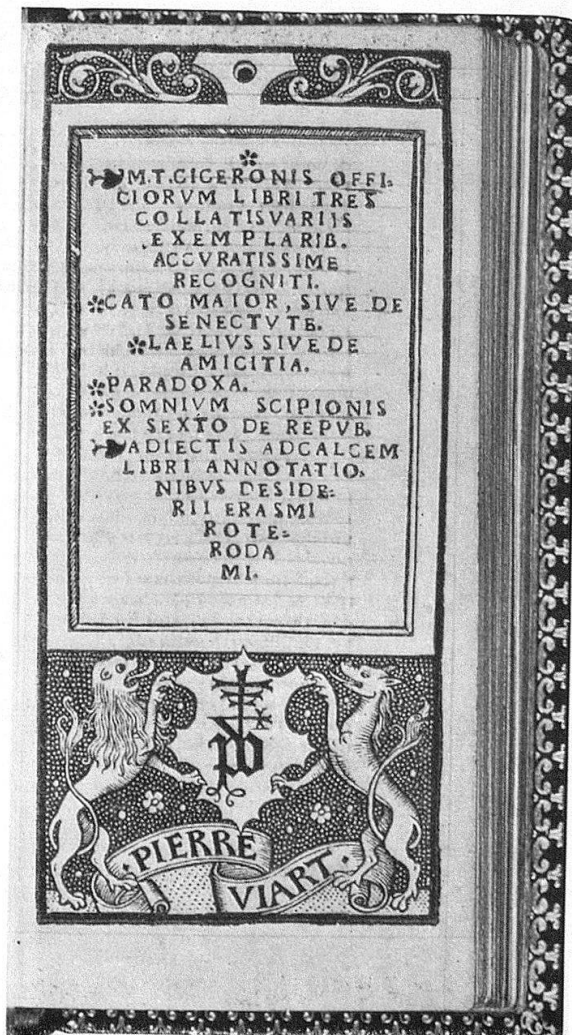 M.T.CICERONIS OFFI⸗
CIORVM LIBRI TRES
COLLATIS VARIIS
EXEMPLARIB.
ACCVRATISSIME
RECOGNITI.
CATO MAIOR, SIVE DE
SENECTVTE.
LAELIVS SIVE DE
AMICITIA.
PARADOXA.
SOMNIVM SCIPIONIS
EX SEXTO DE REPVB.
ADIECTIS AD CALCEM
LIBRI ANNOTATIO⸗
NIBVS DESIDE⸗
RII ERASMI
ROTE⸗
RODA
MI.
PW
·PIERRE
VIART·